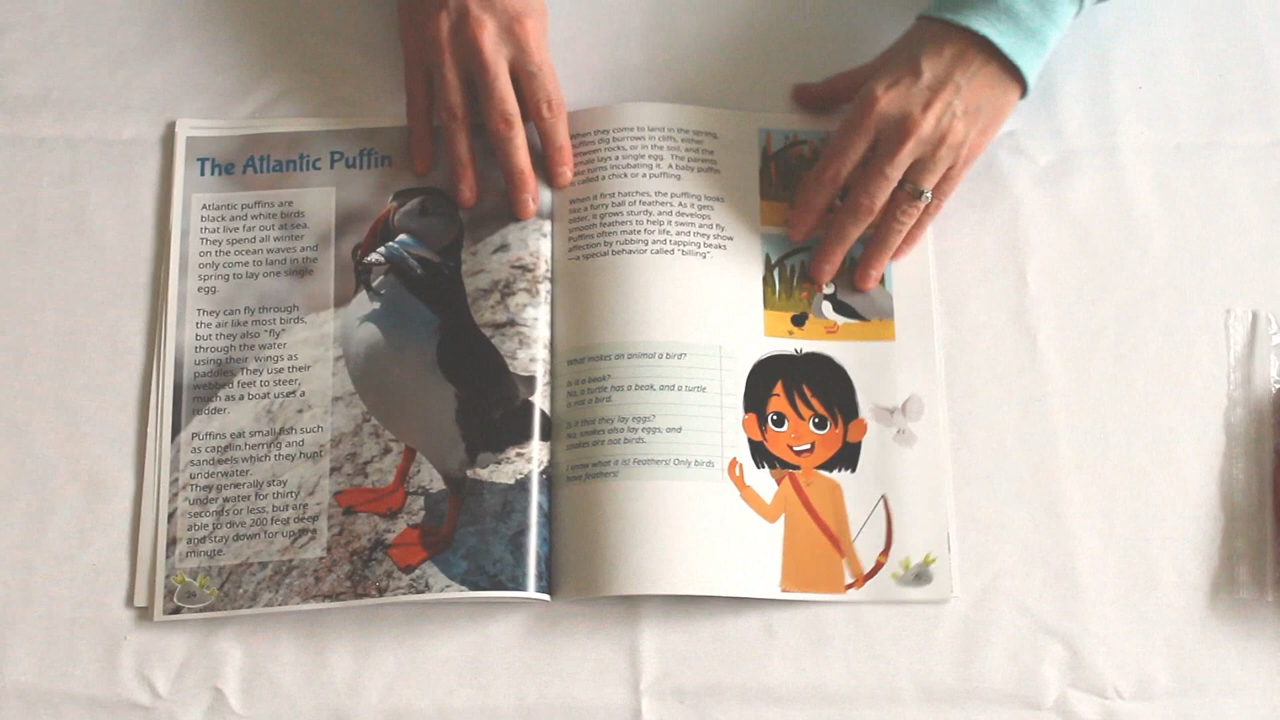 The Atlantic Puffin
Atlantic puffins are
black and white birds
that live far out at sea.
They spend all winter
on the ocean waves and
only come to land in the
spring to lay one single
egg.
They can fly through
the air like most birds,
but they also "fly"
through the water
using their wings as
paddles. They use their
webbed feet to steer,
much as a boat uses a
rudder.
Puffins eat small fish such
as capelin,herring and
sand eels which they hunt
underwater.
They generally stay
under water for thirty
seconds or less, but are
able to dive 200 feet deep
and stay down for up to a
minute.
24
When they come to land in the spring,
puffins dig burrows in cliffs, either
between rocks, or in the soil, and the
female lays a single egg. The parents
take turns incubating it. A baby puffin
is called a chick or a puffling.
When it first hatches, the puffling looks
like a furry ball of feathers. As it gets
older, it grows sturdy, and develops
smooth feathers to help it swim and fly.
Puffins often mate for life, and they show
affection by rubbing and tapping beaks
—a special behavior called "billing".
What makes an animal a bird?
Is it a beak?
No, a turtle has a beak, and a turtle
is not a bird.
Is it that they lay eggs?
No, snakes also lay eggs, and
snakes are not birds.
I know what it is! Feathers! Only birds
have feathers!